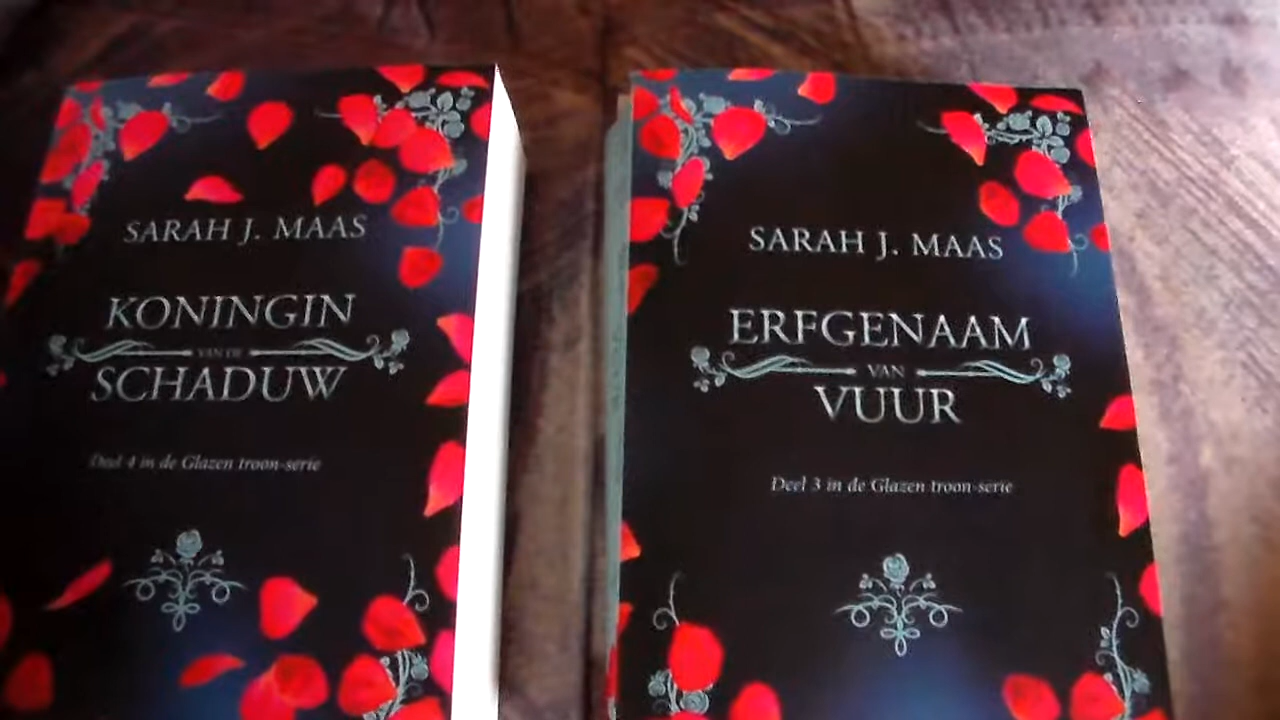 SARAH J. MAAS
KONINGIN
VAN DE
SCHADUW
Deel 4 in de Glazen troon-serie
SARAH J. MAAS
ERFGENAAM
VAN
VUUR
Deel 3 in de Glazen troon-serie